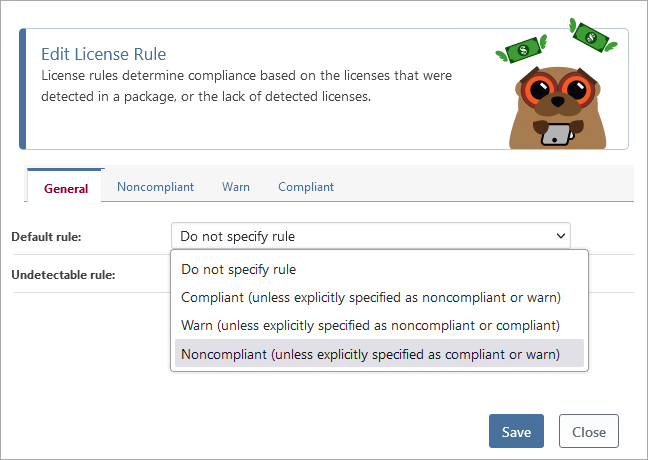 Edit License Rule
License rules determine compliance based on the licenses that were
detected in a package, or the lack of detected licenses.
$ $
General Noncompliant Warn Compliant
Default rule: Do not specify rule
Undetectable rule:
Do not specify rule
Compliant (unless explicitly specified as noncompliant or warn)
Warn (unless explicitly specified as noncompliant or compliant)
Noncompliant (unless explicitly specified as compliant or warn)
Save Close